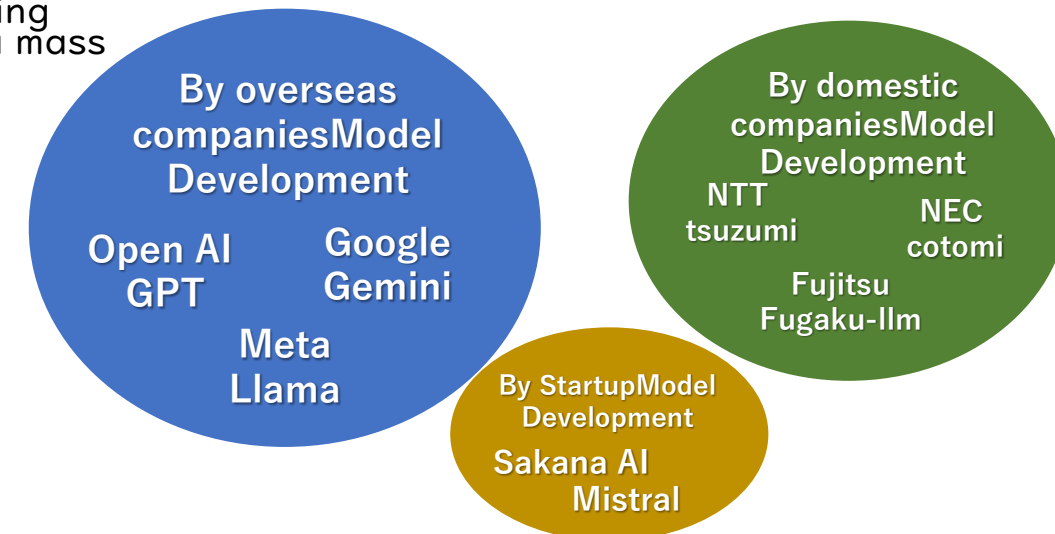 ing
mass
By overseas
companiesModel
Development
Open AI
GPT
Google
Gemini
Meta
Llama
By domestic
companiesModel
Development
NTT
tsuzumi
NEC
cotomi
Fujitsu
Fugaku-llm
By StartupModel
Development
Sakana AI
Mistral